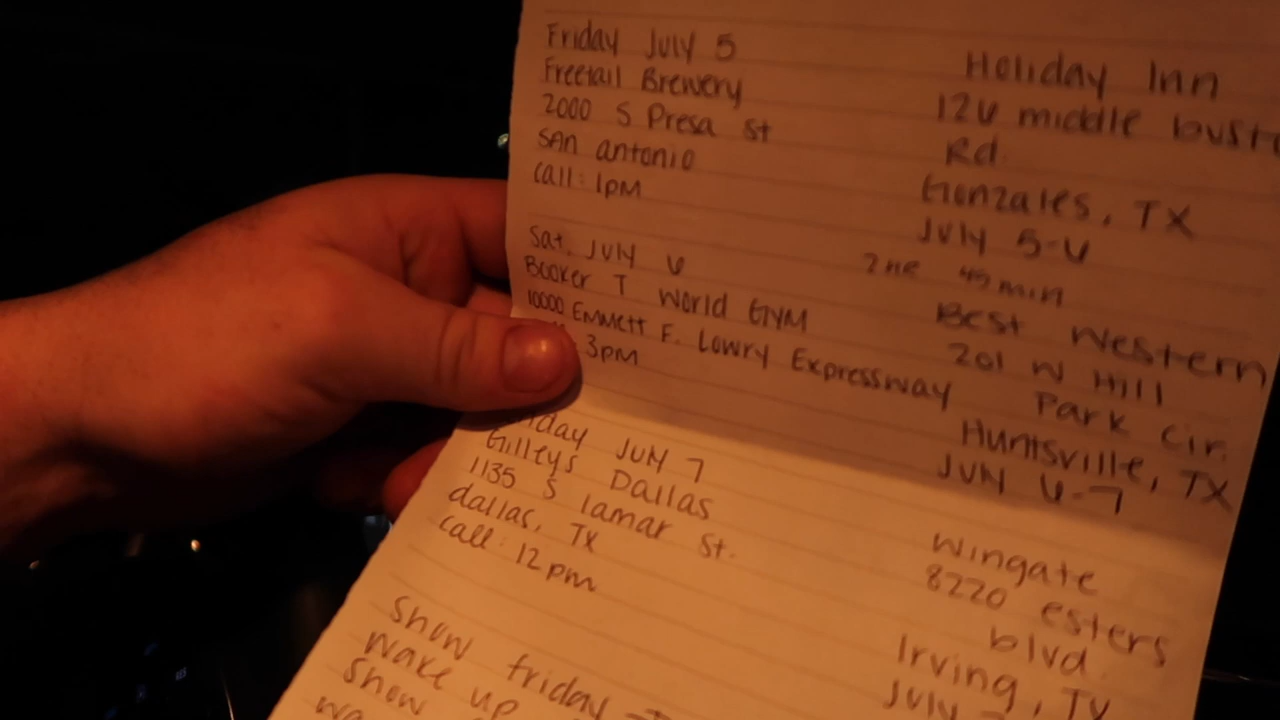 Friday July 5
Freetail Brewery
2000 S Presa St
San antonio
call: 1pm
Sat. July 6
Booker T World GYM
10000 Emmett F. Lowry Expressway
3pm
July 7
Gilleys Dallas
1135 S lamar St.
dallas, TX
call: 12pm
Show friday →
Wake up
Show
Holiday Inn
126 middle
Rd.
Gonzales, TX
July 5-6
45 min
Best Western
201 W Hill
Park Cir.
Huntsville, TX
July 6-7
Wingate
8220 esters
blvd.
Irving, TX
July